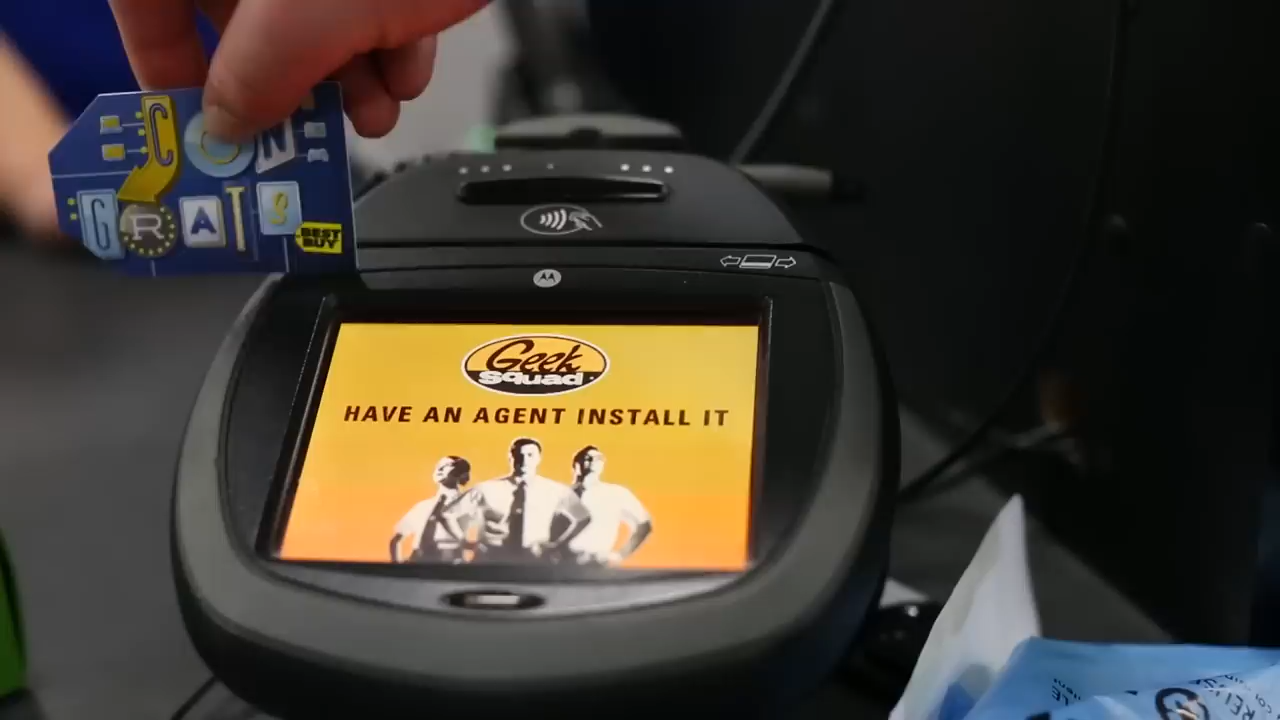 CON
GRATS
BEST
BUY
Geek
Squad
HAVE AN AGENT INSTALL IT